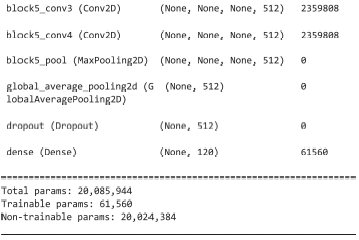 block5_conv3 (Conv2D) (None, None, None, 512) 2359808
block5_conv4 (Conv2D) (None, None, None, 512) 2359808
block5_pool (MaxPooling2D) (None, None, None, 512) 0
global_average_pooling2d (G (None, 512) 0
lobalAveragePooling2D)
dropout (Dropout) (None, 512) 0
dense (Dense) (None, 120) 61560
=================================================================
Total params: 20,085,944
Trainable params: 61,560
Non-trainable params: 20,024,384